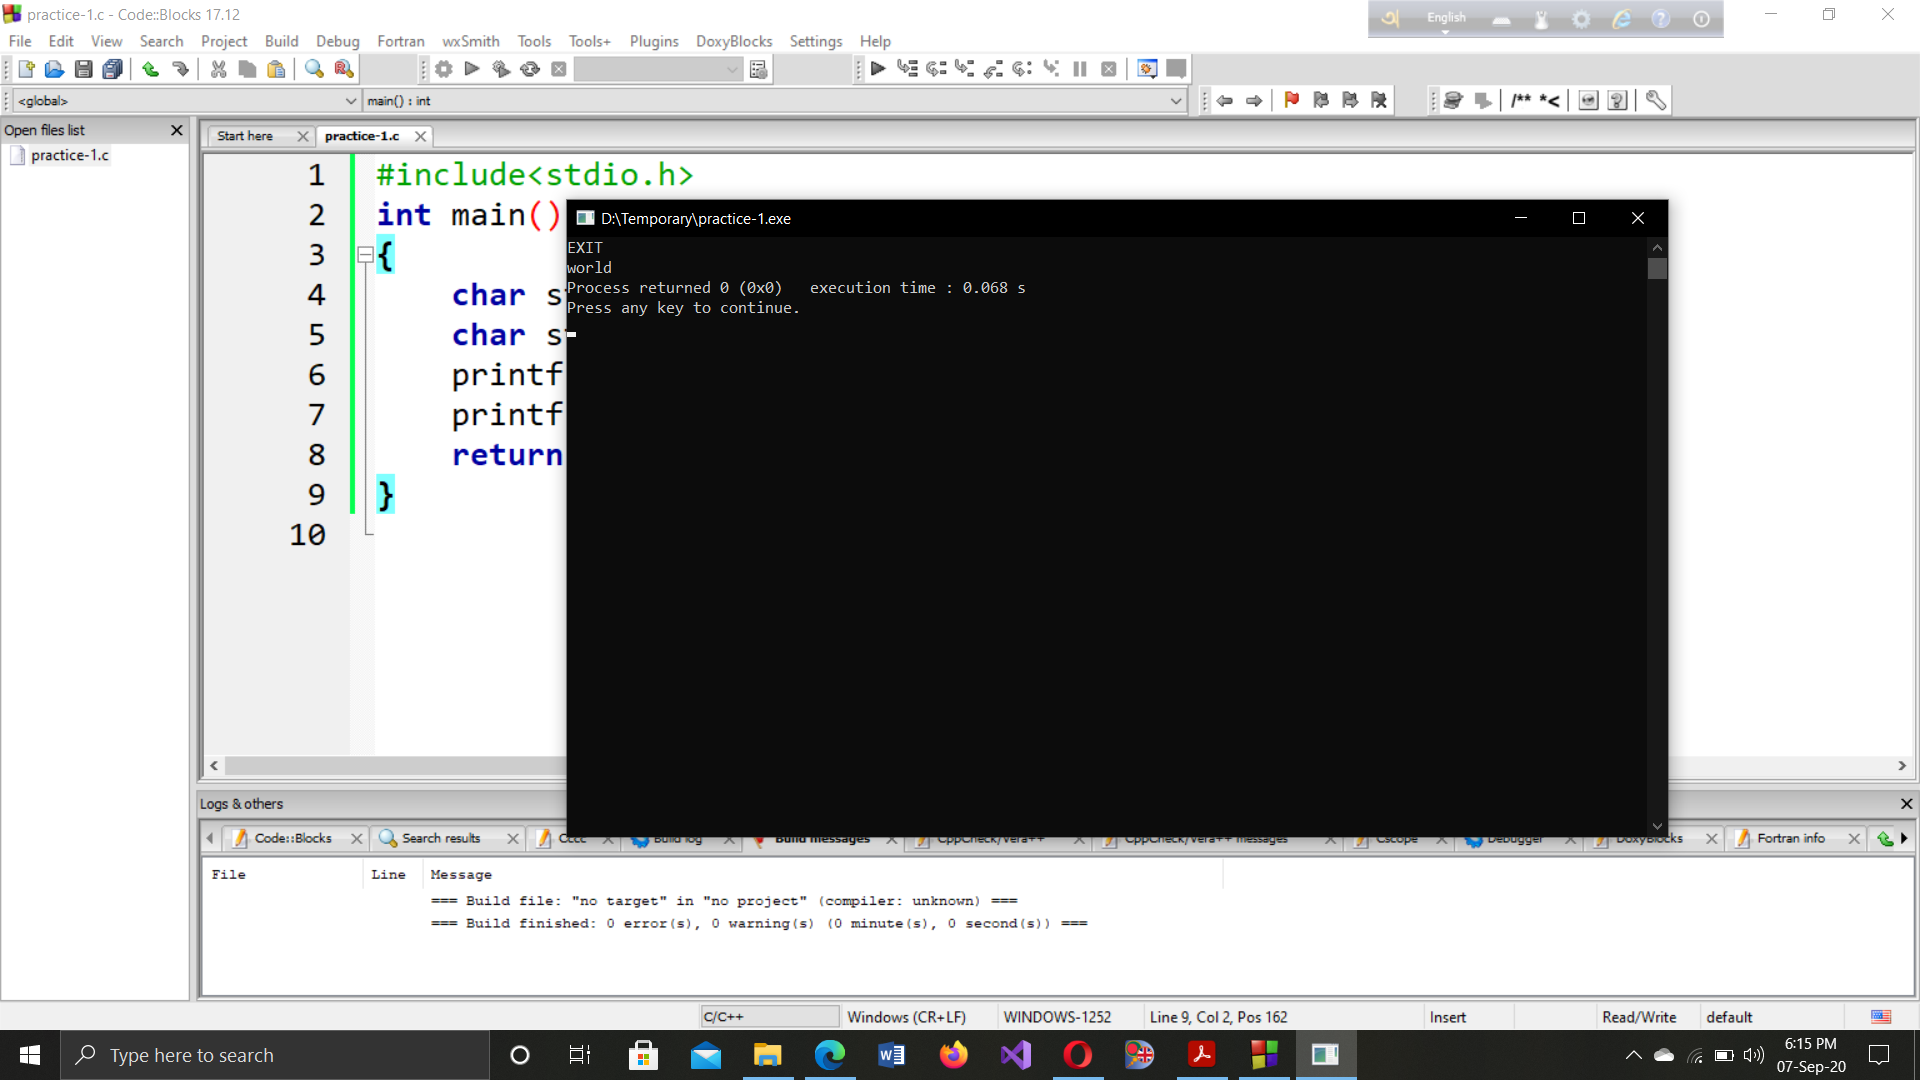 practice-1.c - Code::Blocks 17.12
English
File Edit View Search Project Build Debug Fortran wxSmith Tools Tools+ Plugins DoxyBlocks Settings Help
<global>
main() : int
/** *<
Open files list
practice-1.c
Start here
practice-1.c
1 #include<stdio.h>
2 int main()
3 {
4 char s
5 char s
6 printf
7 printf
8 return
9 }
10
D:\Temporary\practice-1.exe
EXIT
world
Process returned 0 (0x0)   execution time : 0.068 s
Press any key to continue.
Logs & others
Code::Blocks
Search results
Cccc
Build log
Build messages
CppCheck/Vera++
CppCheck/Vera++ messages
Cscope
Debugger
DoxyBlocks
Fortran info
File Line Message
=== Build file: "no target" in "no project" (compiler: unknown) ===
=== Build finished: 0 error(s), 0 warning(s) (0 minute(s), 0 second(s)) ===
C/C++
Windows (CR+LF)
WINDOWS-1252
Line 9, Col 2, Pos 162
Insert
Read/Write
default
Type here to search
6:15 PM
07-Sep-20